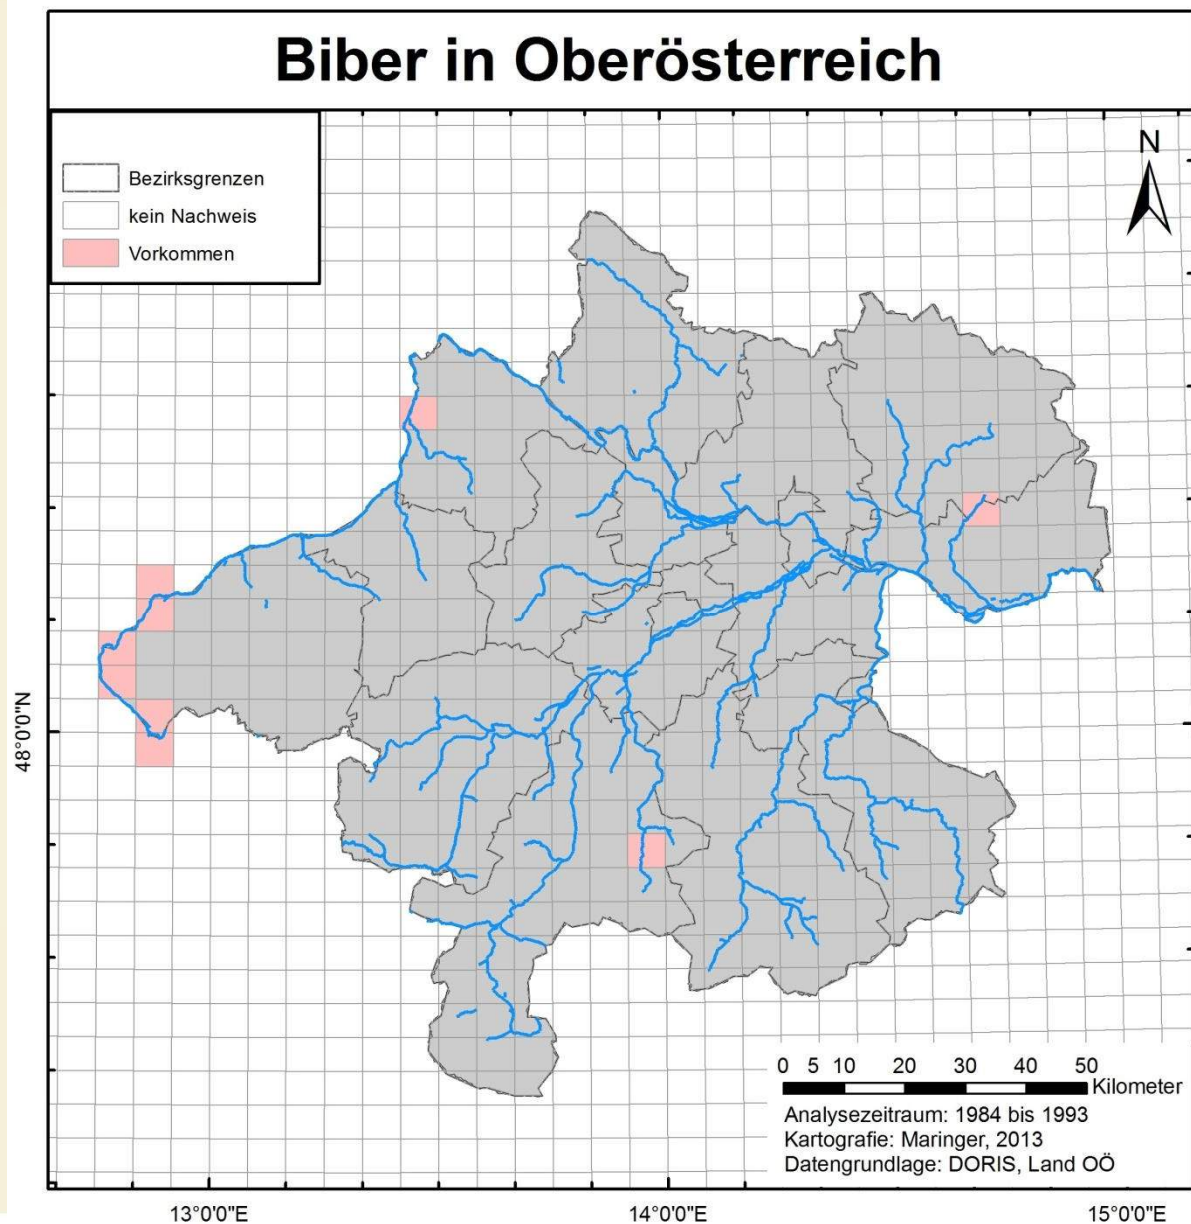 Biber in Oberösterreich
Bezirksgrenzen
kein Nachweis
Vorkommen
N
48°0'0"N
0 5 10 20 30 40 50
Kilometer
Analysezeitraum: 1984 bis 1993
Kartografie: Maringer, 2013
Datengrundlage: DORIS, Land OÖ
13°0'0"E 14°0'0"E 15°0'0"E